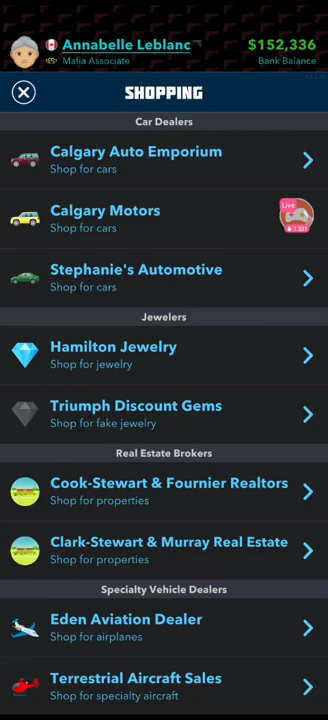 Annabelle Leblanc
$152,336
Mafia Associate
Bank Balance
SHOPPING
Car Dealers
Calgary Auto Emporium
Shop for cars
Calgary Motors
Shop for cars
Live
Stephanie's Automotive
Shop for cars
Jewelers
Hamilton Jewelry
Shop for jewelry
Triumph Discount Gems
Shop for fake jewelry
Real Estate Brokers
Cook-Stewart & Fournier Realtors
Shop for properties
Clark-Stewart & Murray Real Estate
Shop for properties
Specialty Vehicle Dealers
Eden Aviation Dealer
Shop for airplanes
Terrestrial Aircraft Sales
Shop for specialty aircraft